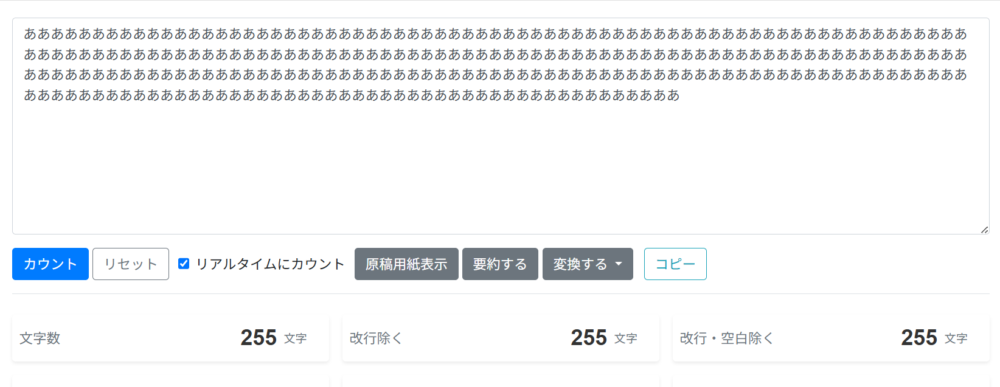 あああああああああああああああああああああああああああああああああああああああああああああああああああああああああああああああああああああ
あああああああああああああああああああああああああああああああああああああああああああああああああああああああああああああああああああああ
あああああああああああああああああああああああああああああああああああああああああああああああああああああああああああああああああああああ
ああああああああああああああああああああああああああああああああああああああああああああああああ
カウント リセット リアルタイムにカウント 原稿用紙表示 要約する 変換する コピー
文字数 255 文字 改行除く 255 文字 改行・空白除く 255 文字